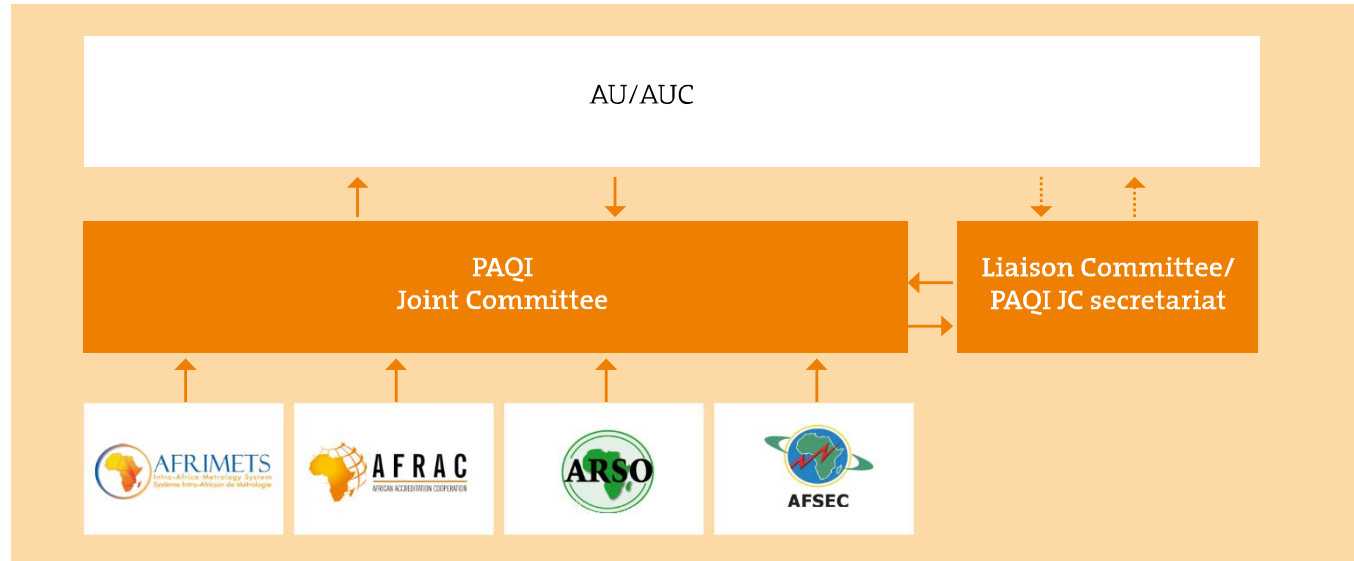 AU/AUC
PAQI
Joint Committee
Liaison Committee/
PAQI JC secretariat
AFRIMETS
Intra-Africa Metrology System
Système Intra-Africain de Métrologie
AFRAC
AFRICAN ACCREDITATION COOPERATION
ARSO
AFSEC